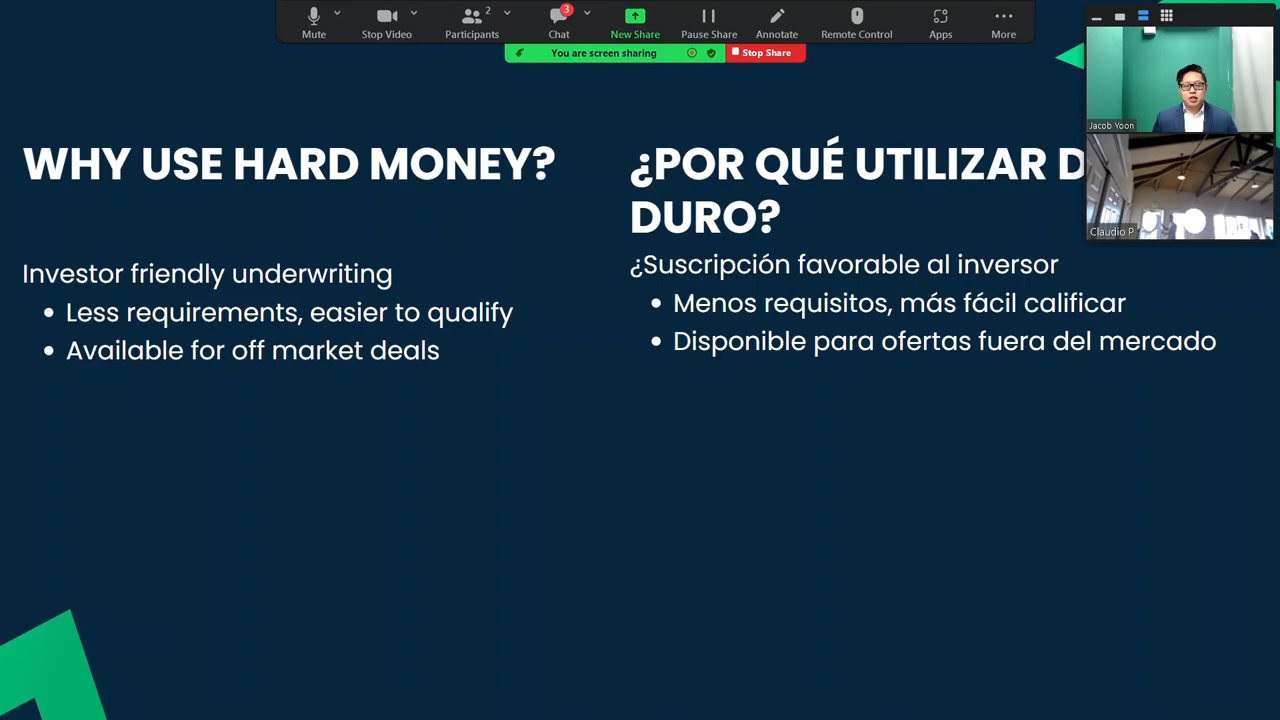 Mute
Stop Video
Participants
2
Chat
3
New Share
Pause Share
Annotate
Remote Control
Apps
More
You are screen sharing
Stop Share
Jacob Yoon
Claudio P
WHY USE HARD MONEY?
Investor friendly underwriting
• Less requirements, easier to qualify
• Available for off market deals
¿POR QUÉ UTILIZAR
DURO?
¿Suscripción favorable al inversor
• Menos requisitos, más fácil calificar
• Disponible para ofertas fuera del mercado